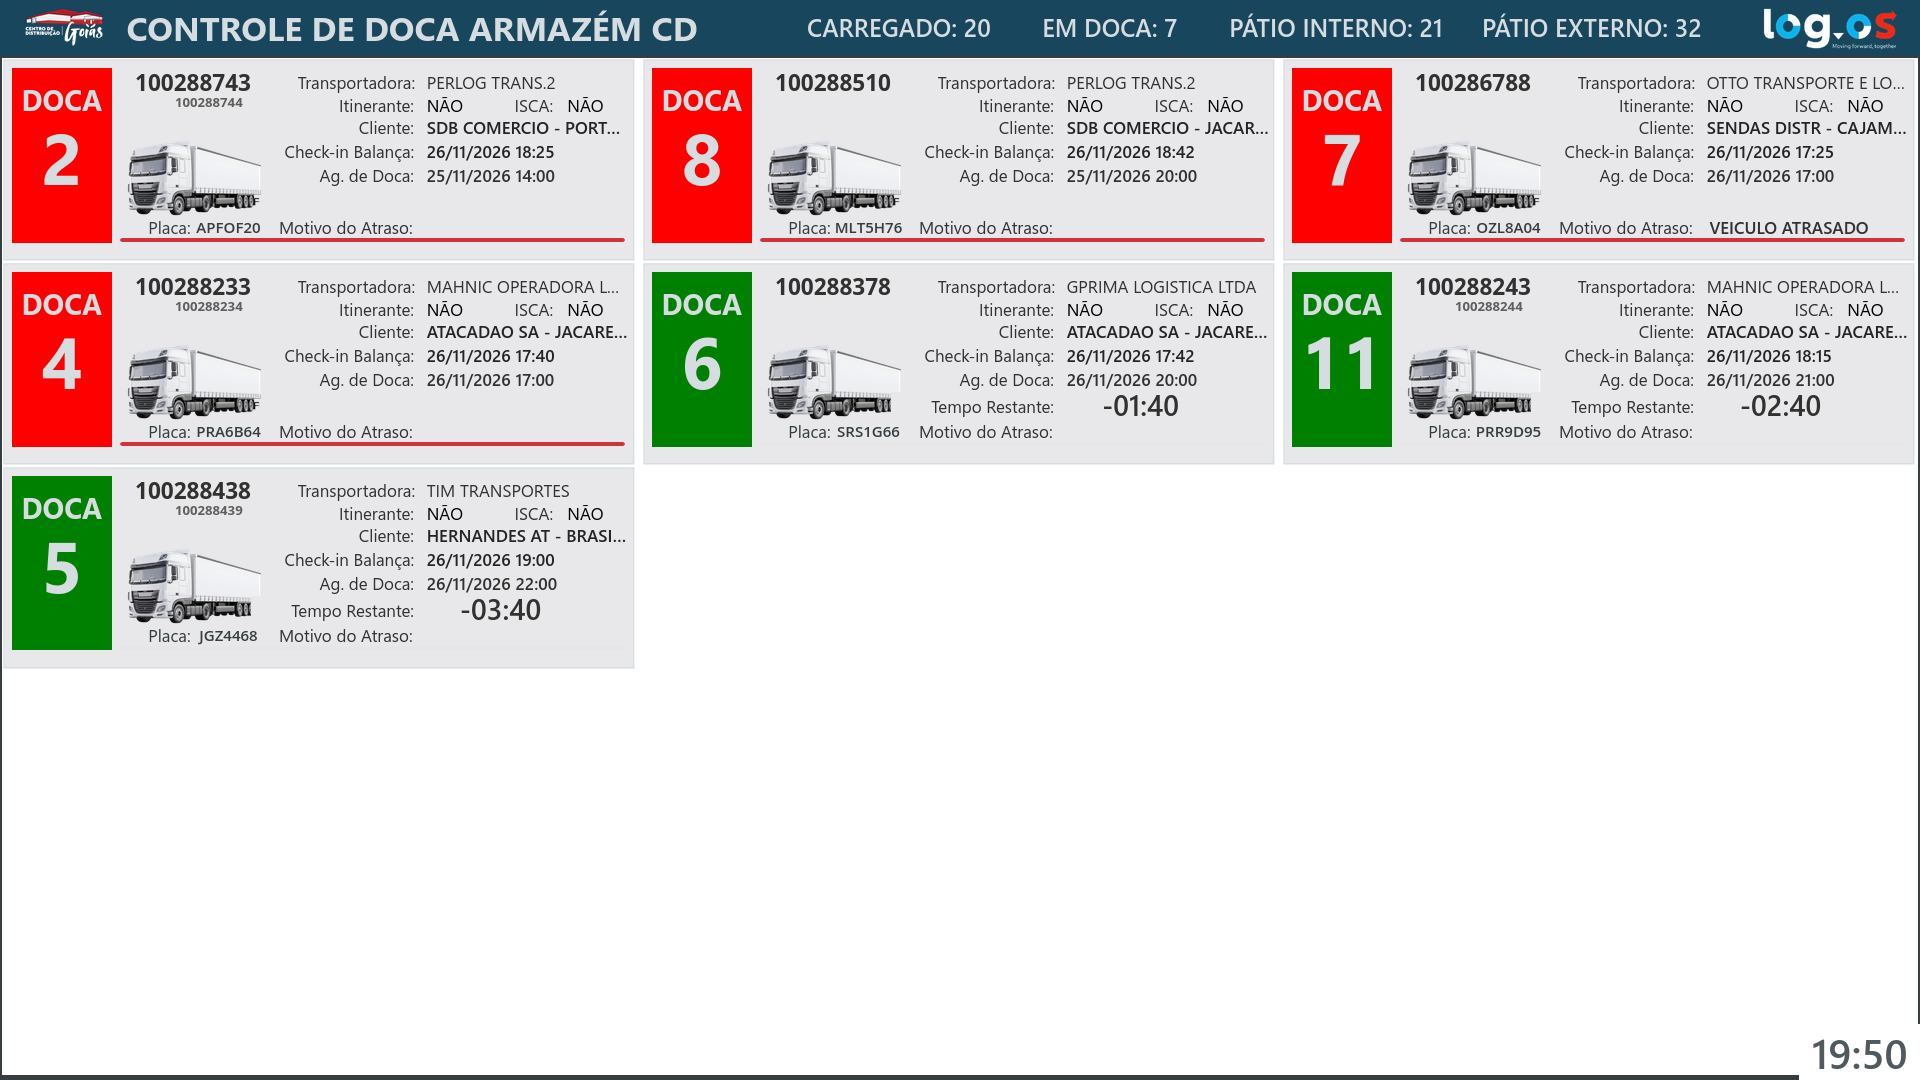 CENTRO DE DISTRIBUIÇÃO Goiás
CONTROLE DE DOCA ARMAZÉM CD
CARREGADO: 20
EM DOCA: 7
PÁTIO INTERNO: 21
PÁTIO EXTERNO: 32
log.os
Moving forward, together
DOCA
2
100288743
100288744
Transportadora: PERLOG TRANS.2
Itinerante: NÃO ISCA: NÃO
Cliente: SDB COMERCIO - PORT...
Check-in Balança: 26/11/2026 18:25
Ag. de Doca: 25/11/2026 14:00
Placa: APFOF20 Motivo do Atraso:
DOCA
8
100288510
Transportadora: PERLOG TRANS.2
Itinerante: NÃO ISCA: NÃO
Cliente: SDB COMERCIO - JACAR...
Check-in Balança: 26/11/2026 18:42
Ag. de Doca: 25/11/2026 20:00
Placa: MLT5H76 Motivo do Atraso:
DOCA
7
100286788
Transportadora: OTTO TRANSPORTE E LO...
Itinerante: NÃO ISCA: NÃO
Cliente: SENDAS DISTR - CAJAM...
Check-in Balança: 26/11/2026 17:25
Ag. de Doca: 26/11/2026 17:00
Placa: OZL8A04 Motivo do Atraso: VEICULO ATRASADO
DOCA
4
100288233
100288234
Transportadora: MAHNIC OPERADORA L...
Itinerante: NÃO ISCA: NÃO
Cliente: ATACADAO SA - JACARE...
Check-in Balança: 26/11/2026 17:40
Ag. de Doca: 26/11/2026 17:00
Placa: PRA6B64 Motivo do Atraso:
DOCA
6
100288378
Transportadora: GPRIMA LOGISTICA LTDA
Itinerante: NÃO ISCA: NÃO
Cliente: ATACADAO SA - JACARE...
Check-in Balança: 26/11/2026 17:42
Ag. de Doca: 26/11/2026 20:00
Tempo Restante: -01:40
Placa: SRS1G66 Motivo do Atraso:
DOCA
11
100288243
100288244
Transportadora: MAHNIC OPERADORA L...
Itinerante: NÃO ISCA: NÃO
Cliente: ATACADAO SA - JACARE...
Check-in Balança: 26/11/2026 18:15
Ag. de Doca: 26/11/2026 21:00
Tempo Restante: -02:40
Placa: PRR9D95 Motivo do Atraso:
DOCA
5
100288438
100288439
Transportadora: TIM TRANSPORTES
Itinerante: NÃO ISCA: NÃO
Cliente: HERNANDES AT - BRASI...
Check-in Balança: 26/11/2026 19:00
Ag. de Doca: 26/11/2026 22:00
Tempo Restante: -03:40
Placa: JGZ4468 Motivo do Atraso:
19:50